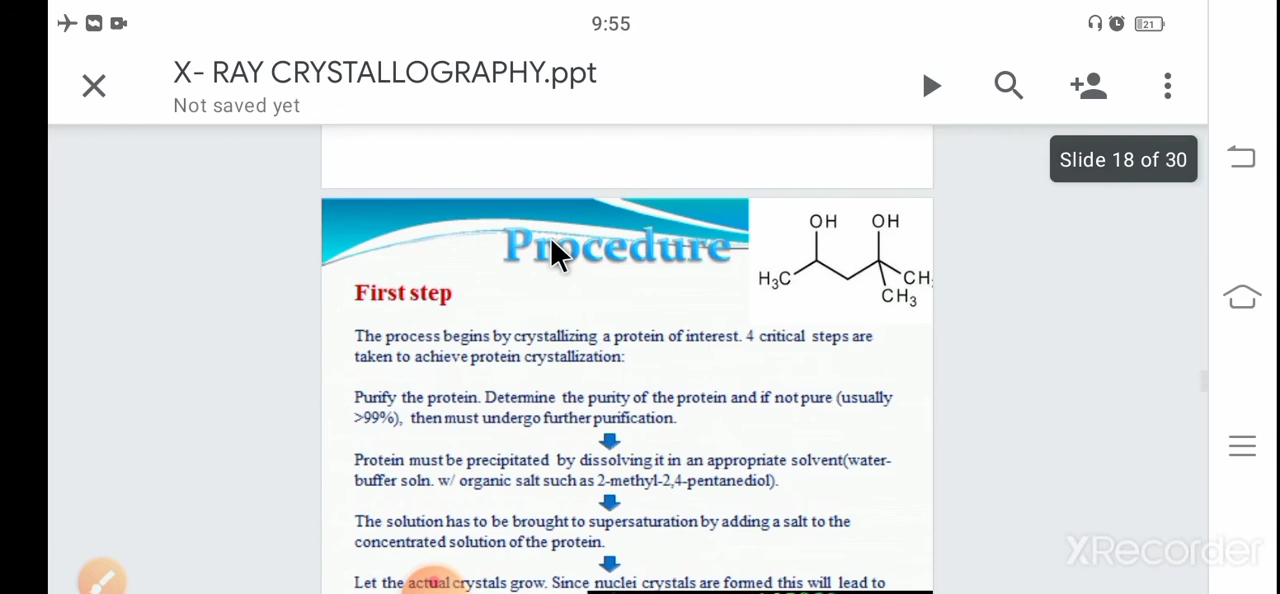 9:55
21
X- RAY CRYSTALLOGRAPHY.ppt
Not saved yet
Slide 18 of 30
Procedure
OH OH
H3C
CH
CH3
First step
The process begins by crystallizing a protein of interest. 4 critical steps are
taken to achieve protein crystallization:
Purify the protein. Determine the purity of the protein and if not pure (usually
>99%), then must undergo further purification.
Protein must be precipitated by dissolving it in an appropriate solvent(water-
buffer soln. w/ organic salt such as 2-methyl-2,4-pentanediol).
The solution has to be brought to supersaturation by adding a salt to the
concentrated solution of the protein.
Let the actual crystals grow. Since nuclei crystals are formed this will lead to
XRecorder